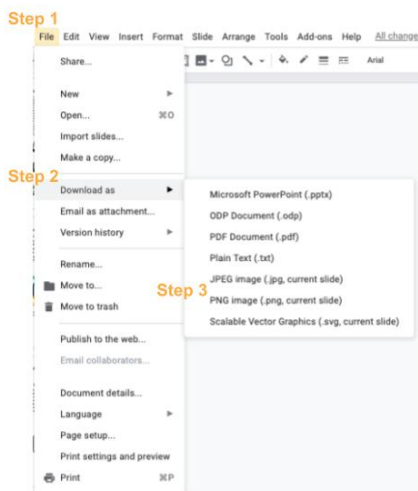 Step 1
File Edit View Insert Format Slide Arrange Tools Add-ons Help All change
Share...
Arial
New
Open... ⌘O
Import slides...
Make a copy...
Step 2
Download as
Email as attachment...
Version history
Rename...
Move to...
Move to trash
Publish to the web...
Email collaborators...
Document details...
Language
Page setup...
Print settings and preview
Print ⌘P
Microsoft PowerPoint (.pptx)
ODP Document (.odp)
PDF Document (.pdf)
Plain Text (.txt)
Step 3
JPEG image (.jpg, current slide)
PNG image (.png, current slide)
Scalable Vector Graphics (.svg, current slide)